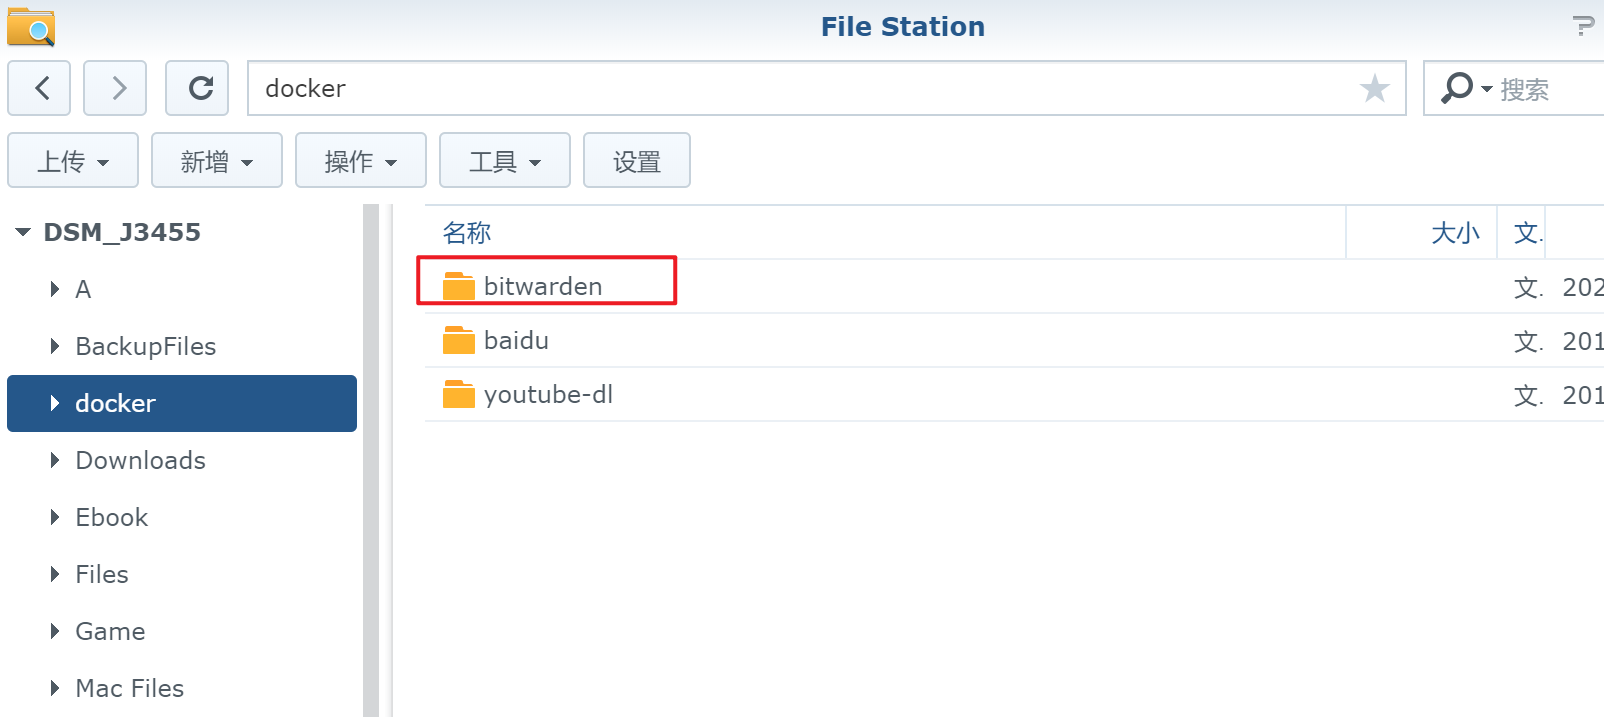 File Station
docker
搜索
上传 新增 操作 工具 设置
DSM_J3455
A
BackupFiles
docker
Downloads
Ebook
Files
Game
Mac Files
名称 大小 文.
bitwarden 文. 202
baidu 文. 201
youtube-dl 文. 201